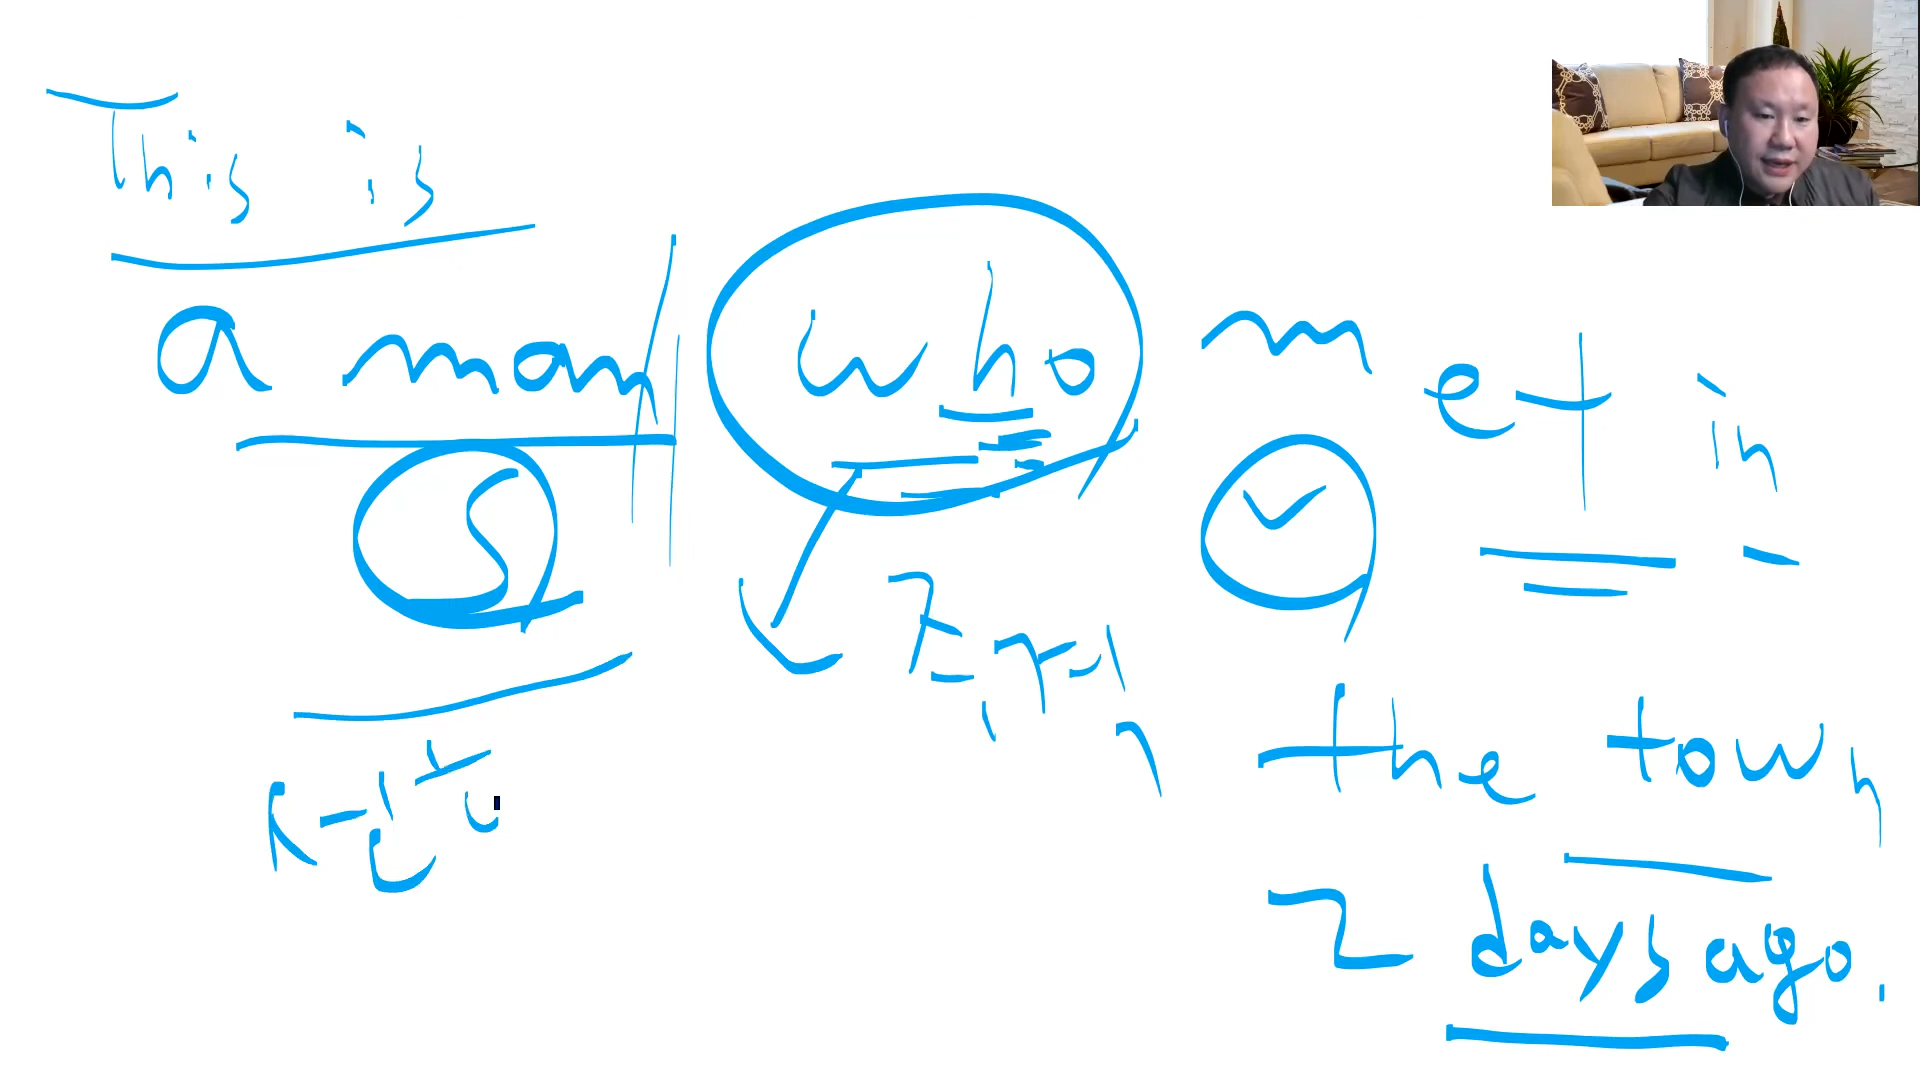 This is
a man who met in
S
the town
2 days ago.